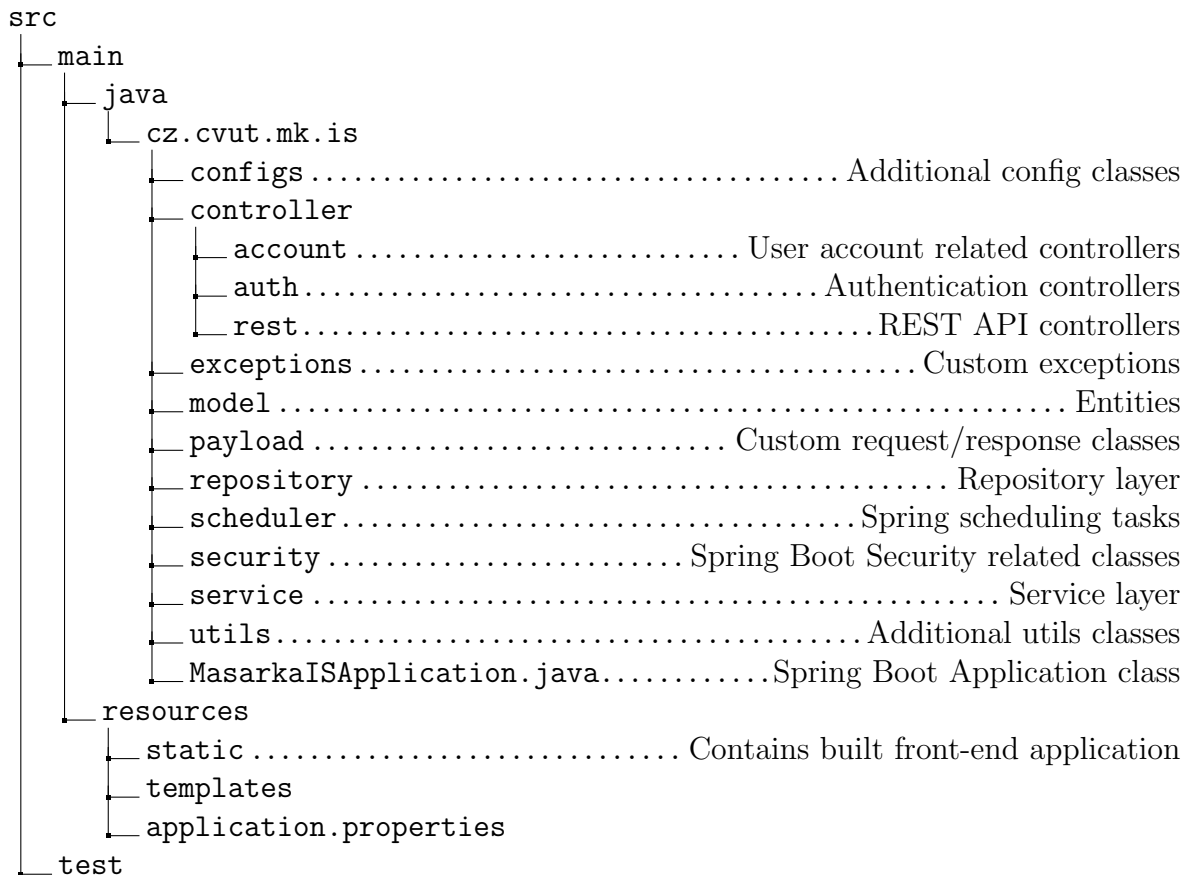 src
main
java
cz.cvut.mk.is
configs ........................................ Additional config classes
controller
account ............................ User account related controllers
auth .................................... Authentication controllers
rest ........................................ REST API controllers
exceptions ....................................... Custom exceptions
model ...................................................... Entities
payload ............................. Custom request/response classes
repository ......................................... Repository layer
scheduler .................................... Spring scheduling tasks
security ......................... Spring Boot Security related classes
service ................................................ Service layer
utils ......................................... Additional utils classes
MasarkaISApplication.java ............ Spring Boot Application class
resources
static .............................. Contains built front-end application
templates
application.properties
test